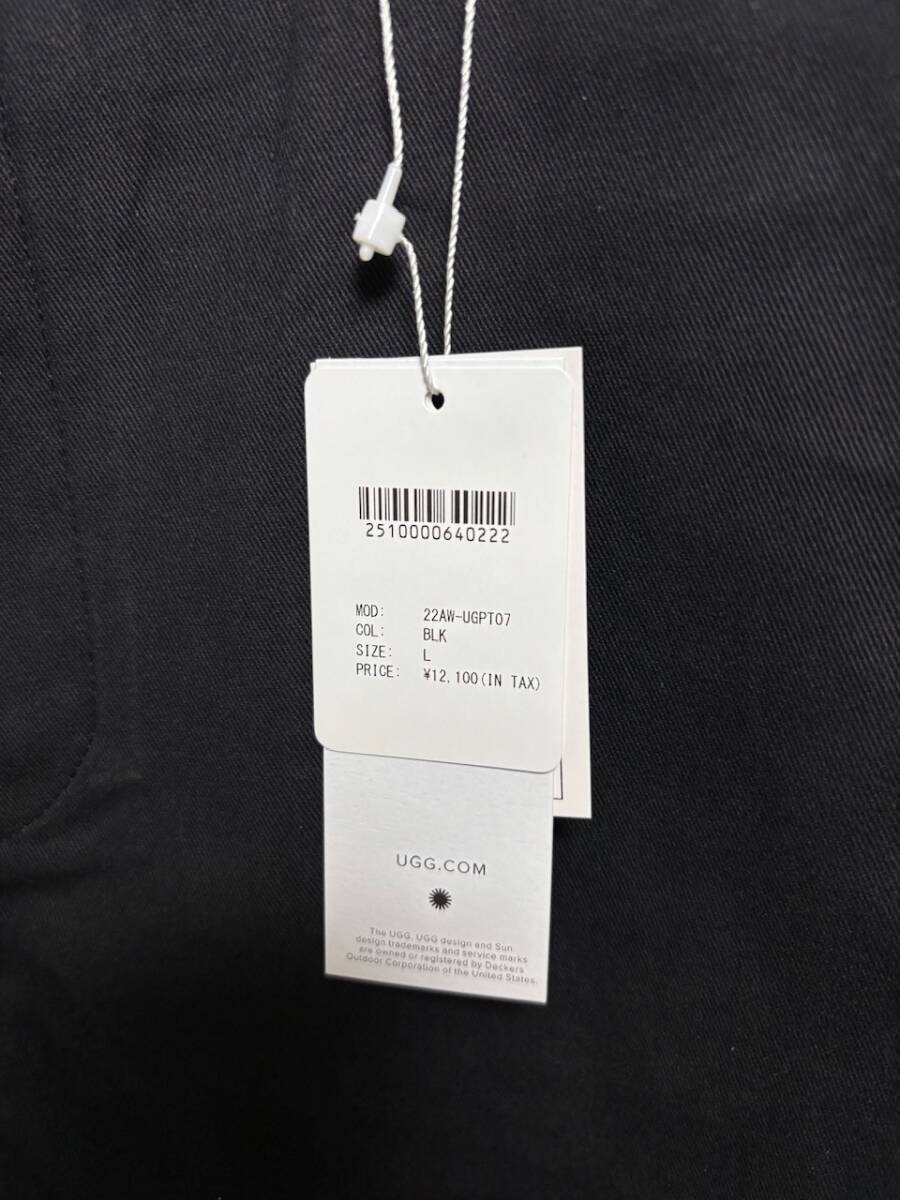 2510000640222
MOD: 22AW-UGPT07
COL: BLK
SIZE: L
PRICE: ¥12,100(IN TAX)
UGG.COM
The UGG, UGG design and Sun
design trademarks and service marks
are owned or registered by Deckers
Outdoor Corporation of the United States.